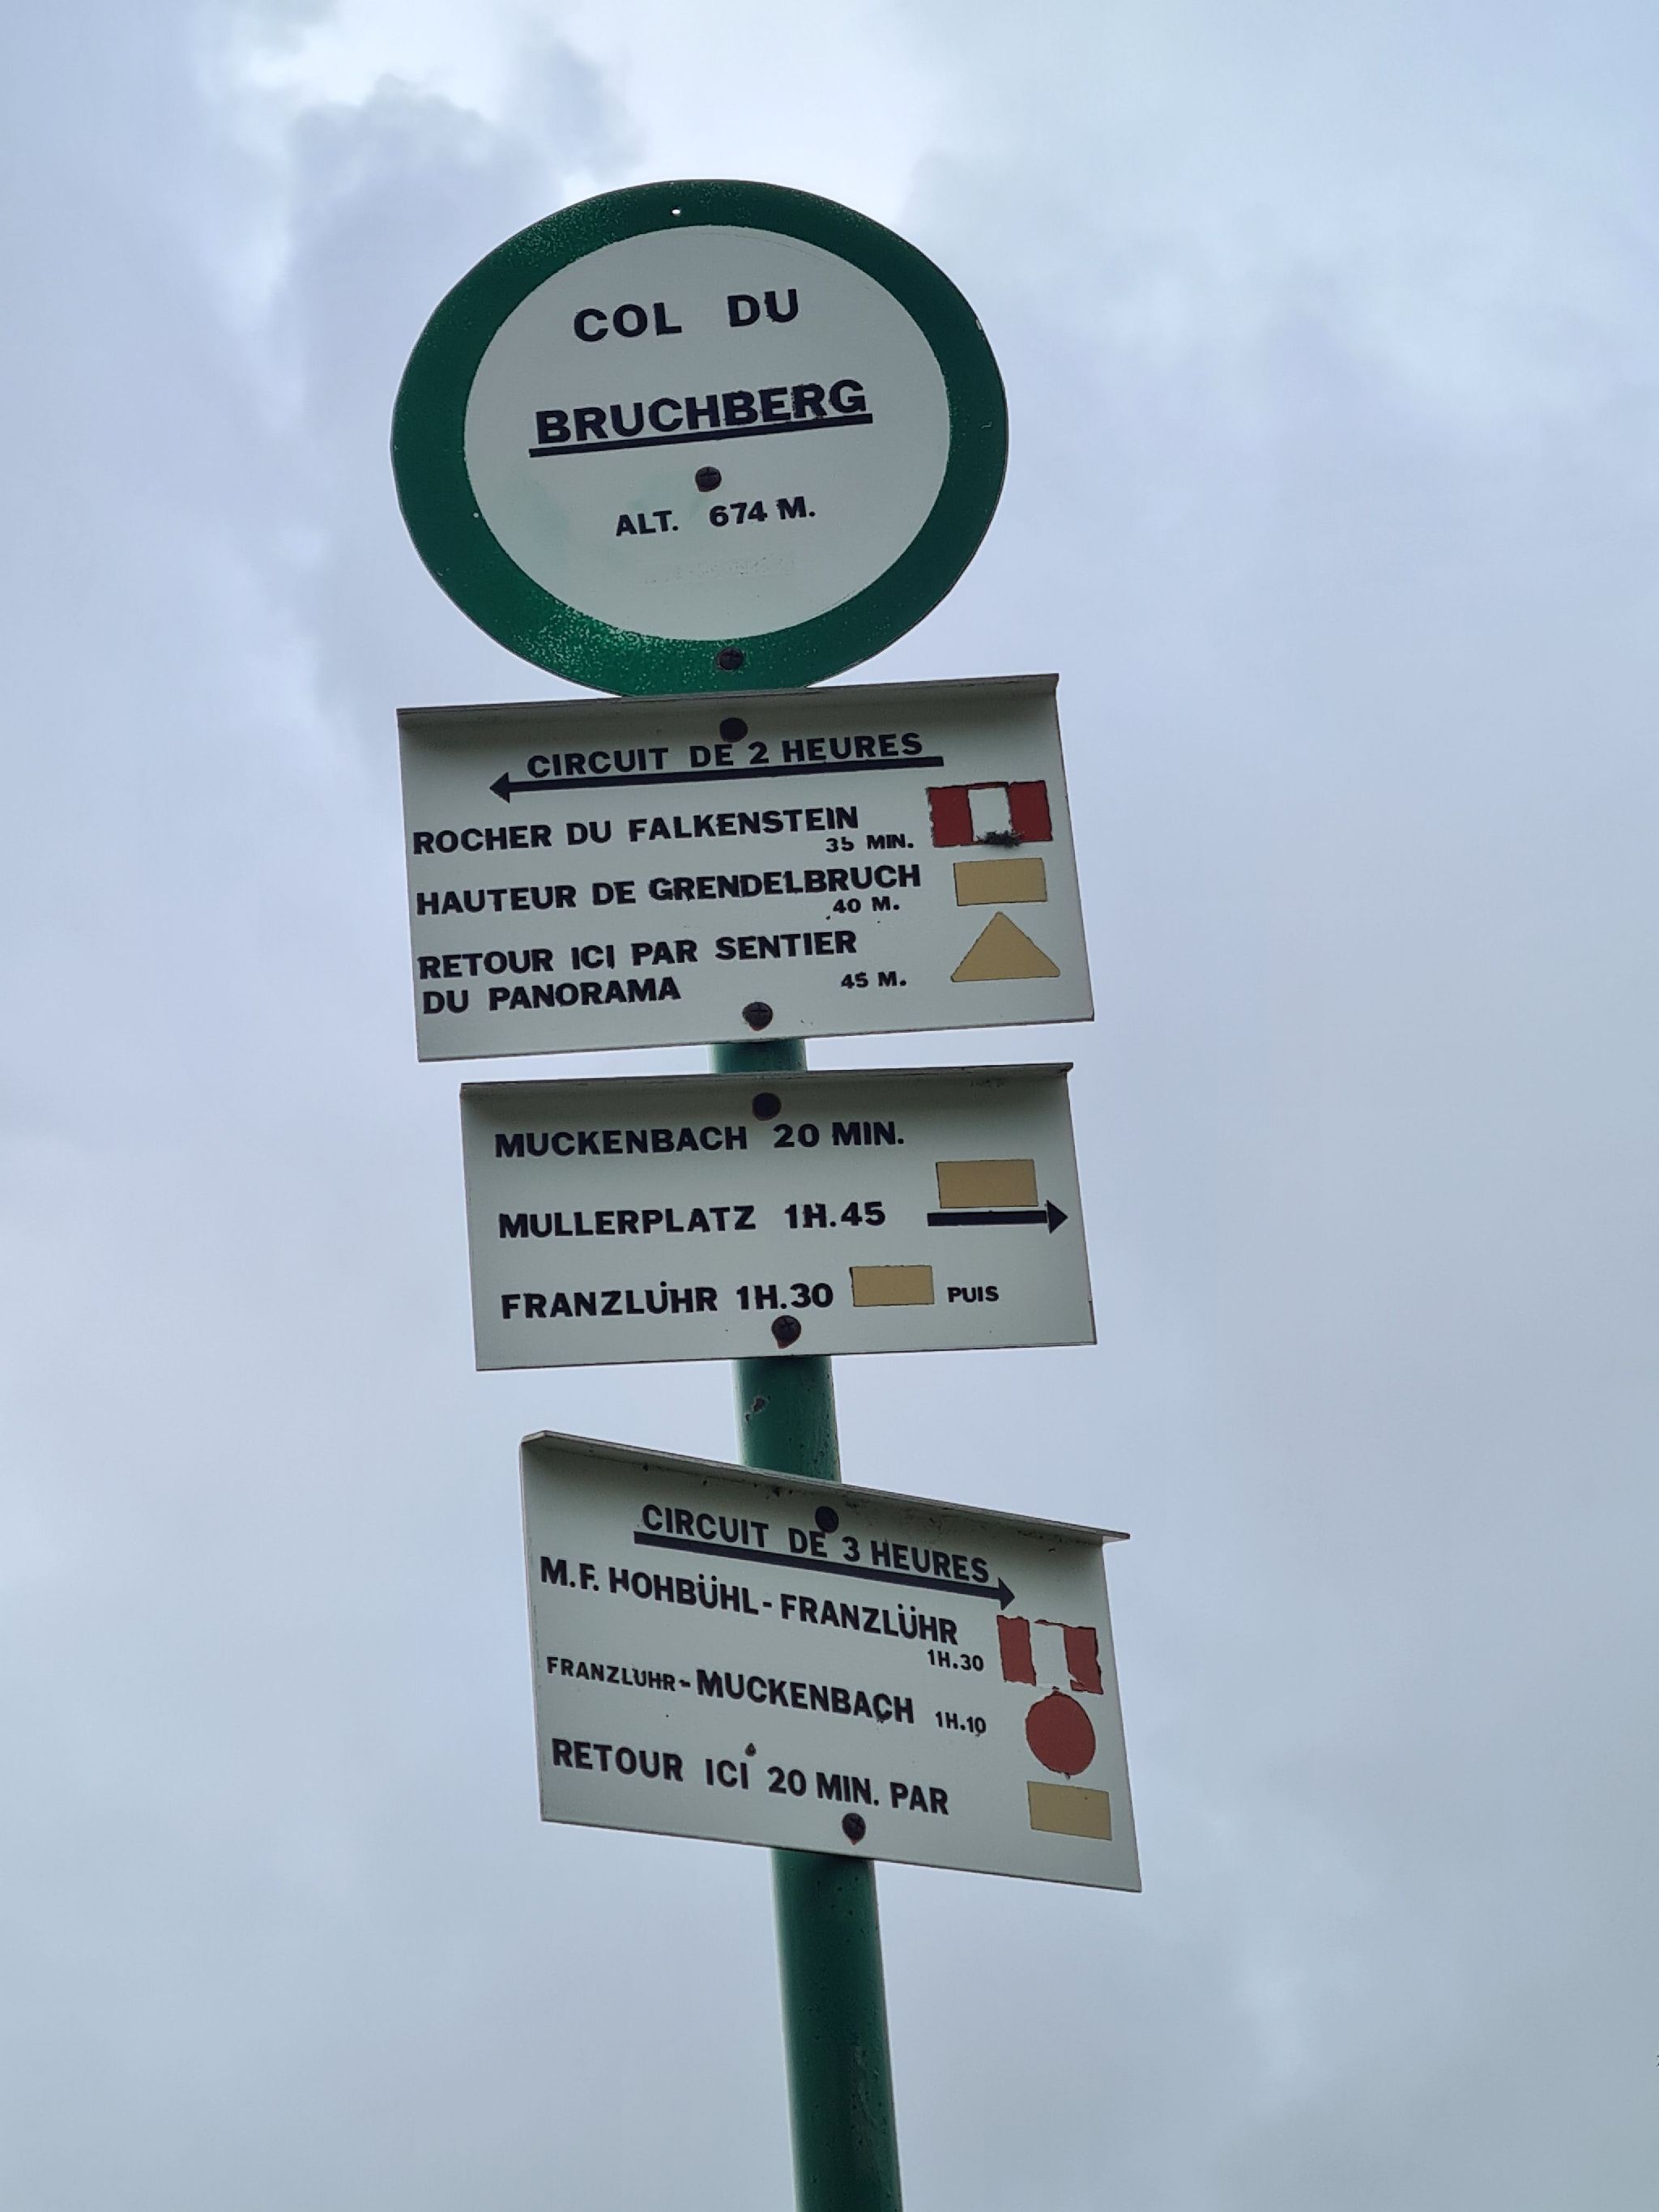 COL DU
BRUCHBERG
ALT. 674 M.
CIRCUIT DE 2 HEURES
ROCHER DU FALKENSTEIN
35 MIN.
HAUTEUR DE GRENDELBRUCH
40 M.
RETOUR ICI PAR SENTIER
DU PANORAMA 45 M.
MUCKENBACH 20 MIN.
MULLERPLATZ 1H.45
FRANZLUHR 1H.30 PUIS
CIRCUIT DE 3 HEURES
M.F. HOHBÜHL - FRANZLÜHR
1H.30
FRANZLUHR - MUCKENBACH 1H.10
RETOUR ICI 20 MIN. PAR